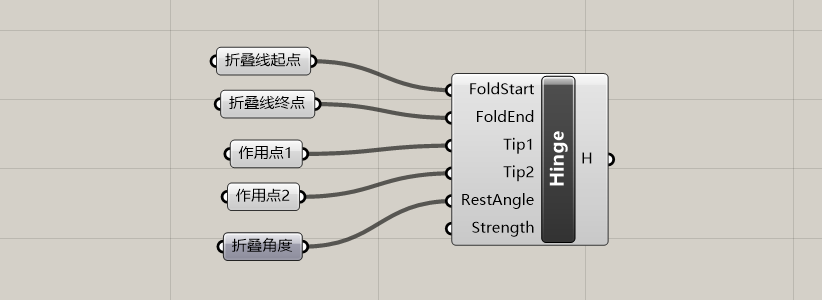 折叠线起点
折叠线终点
作用点1
作用点2
折叠角度
FoldStart
FoldEnd
Tip1
Tip2
RestAngle
Strength
Hinge
H